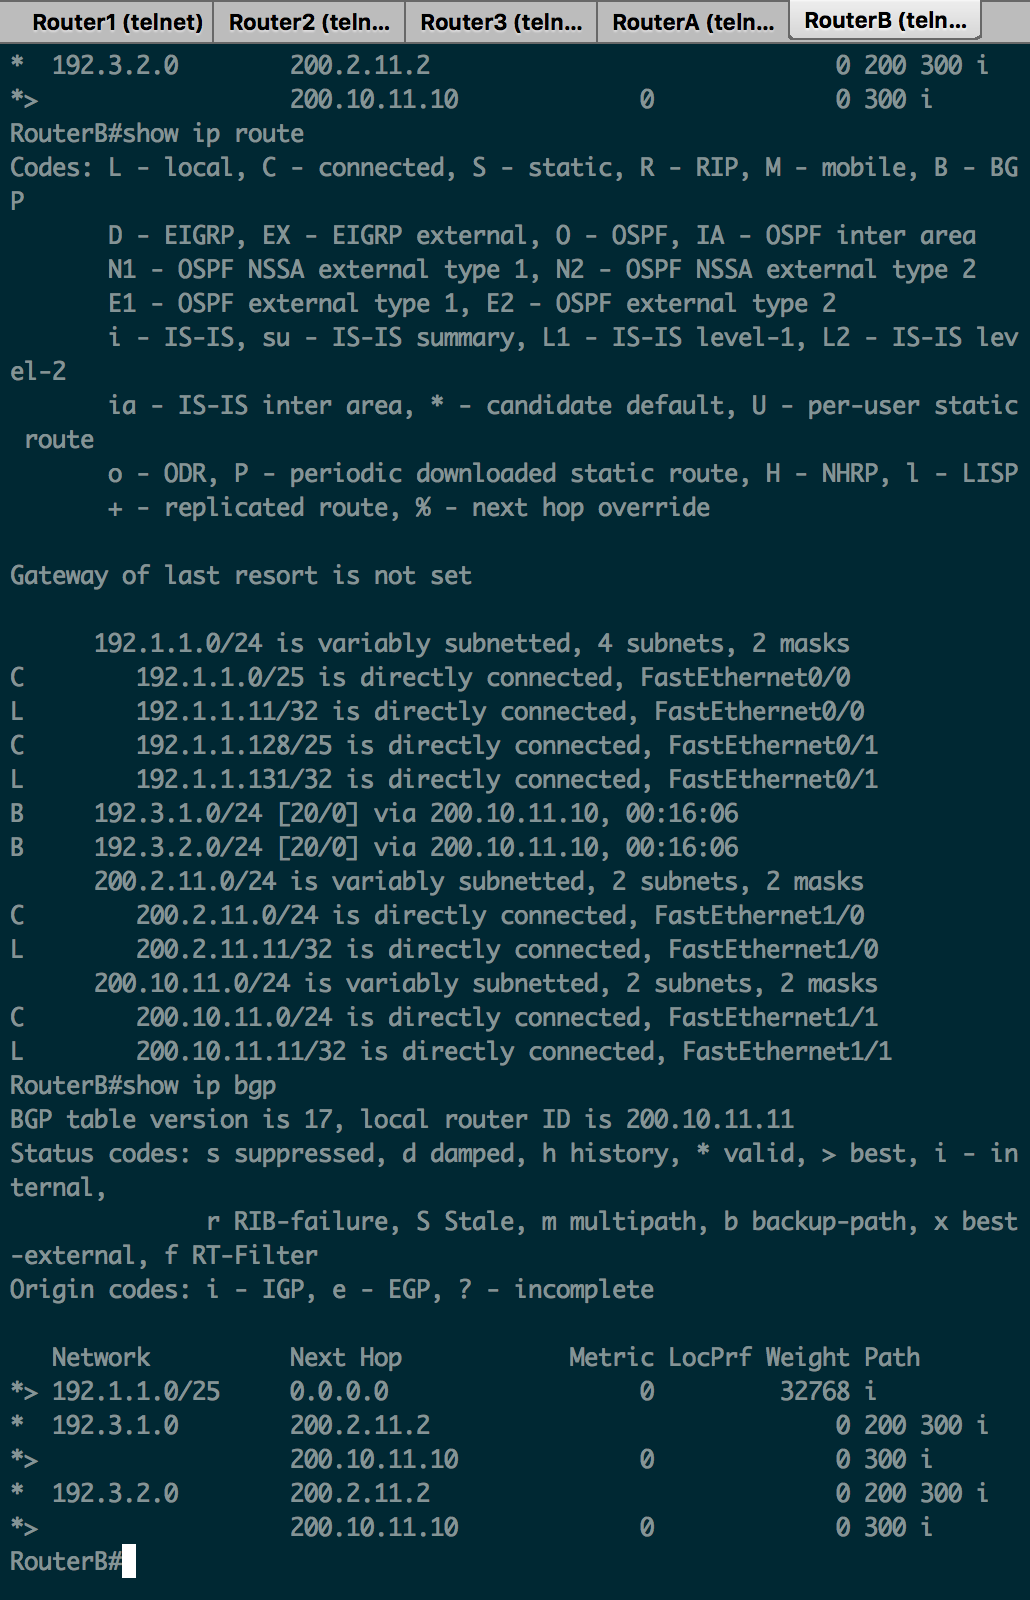 Router1 (telnet) Router2 (teln... Router3 (teln... RouterA (teln... RouterB (teln...
*  192.3.2.0        200.2.11.2                             0 200 300 i
*>                  200.10.11.10             0             0 300 i
RouterB#show ip route
Codes: L - local, C - connected, S - static, R - RIP, M - mobile, B - BG
P
       D - EIGRP, EX - EIGRP external, O - OSPF, IA - OSPF inter area
       N1 - OSPF NSSA external type 1, N2 - OSPF NSSA external type 2
       E1 - OSPF external type 1, E2 - OSPF external type 2
       i - IS-IS, su - IS-IS summary, L1 - IS-IS level-1, L2 - IS-IS lev
el-2
       ia - IS-IS inter area, * - candidate default, U - per-user static
 route
       o - ODR, P - periodic downloaded static route, H - NHRP, l - LISP
       + - replicated route, % - next hop override

Gateway of last resort is not set

      192.1.1.0/24 is variably subnetted, 4 subnets, 2 masks
C        192.1.1.0/25 is directly connected, FastEthernet0/0
L        192.1.1.11/32 is directly connected, FastEthernet0/0
C        192.1.1.128/25 is directly connected, FastEthernet0/1
L        192.1.1.131/32 is directly connected, FastEthernet0/1
B     192.3.1.0/24 [20/0] via 200.10.11.10, 00:16:06
B     192.3.2.0/24 [20/0] via 200.10.11.10, 00:16:06
      200.2.11.0/24 is variably subnetted, 2 subnets, 2 masks
C        200.2.11.0/24 is directly connected, FastEthernet1/0
L        200.2.11.11/32 is directly connected, FastEthernet1/0
      200.10.11.0/24 is variably subnetted, 2 subnets, 2 masks
C        200.10.11.0/24 is directly connected, FastEthernet1/1
L        200.10.11.11/32 is directly connected, FastEthernet1/1
RouterB#show ip bgp
BGP table version is 17, local router ID is 200.10.11.11
Status codes: s suppressed, d damped, h history, * valid, > best, i - in
ternal,
              r RIB-failure, S Stale, m multipath, b backup-path, x best
-external, f RT-Filter
Origin codes: i - IGP, e - EGP, ? - incomplete

   Network          Next Hop            Metric LocPrf Weight Path
*> 192.1.1.0/25     0.0.0.0                  0         32768 i
*  192.3.1.0        200.2.11.2                             0 200 300 i
*>                  200.10.11.10             0             0 300 i
*  192.3.2.0        200.2.11.2                             0 200 300 i
*>                  200.10.11.10             0             0 300 i
RouterB#